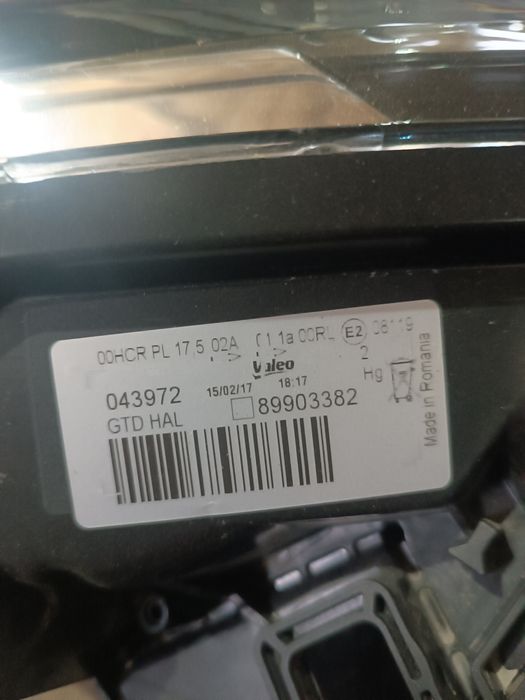 00HCR PL 17,5 02A 01 1a 00RL E2 08119
2
Valeo
Hg
043972 15/02/17 18:17
GTD HAL 89903382
Made in Romania